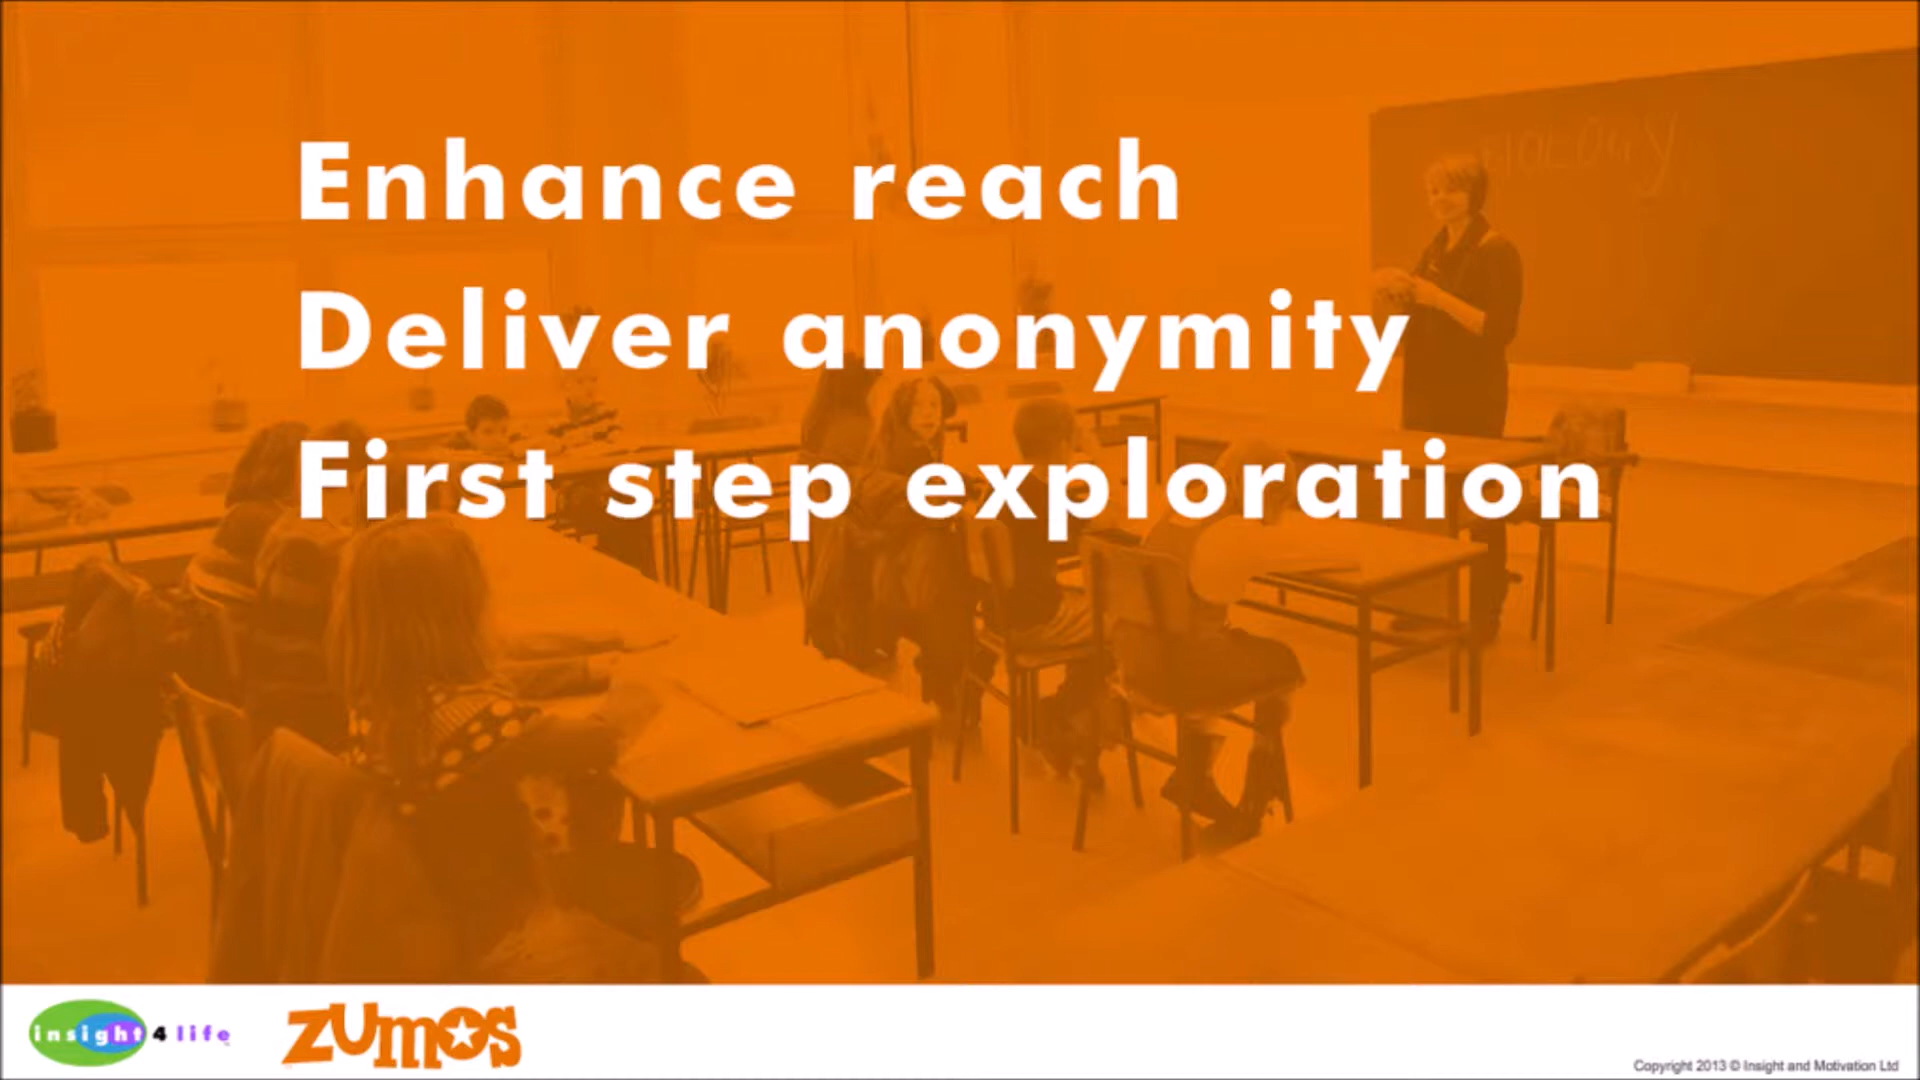 Enhance reach
Deliver anonymity
First step exploration
insight4life
zumos
Copyright 2013 © Insight and Motivation Ltd